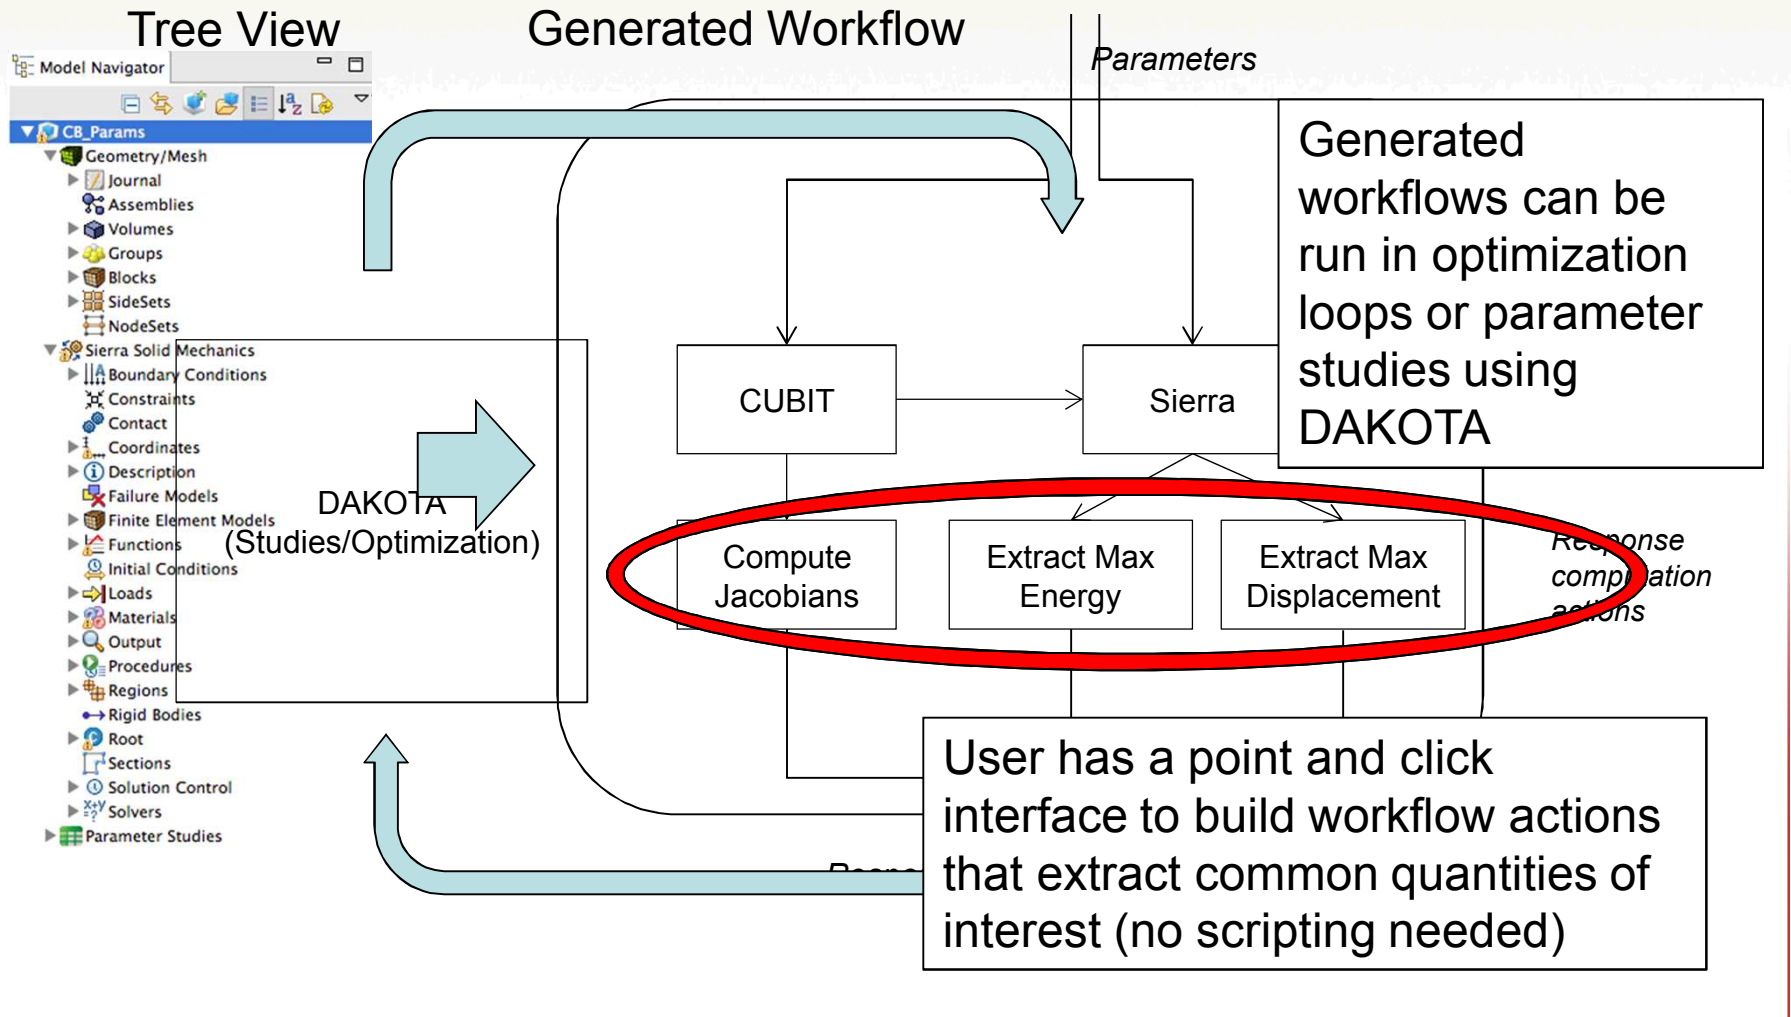 Tree View
Generated Workflow
Parameters
Model Navigator
CB_Params
Geometry/Mesh
Journal
Assemblies
Volumes
Groups
Blocks
SideSets
NodeSets
Sierra Solid Mechanics
Boundary Conditions
Constraints
Contact
Coordinates
Description
Failure Models
Finite Element Models
Functions
Initial Conditions
Loads
Materials
Output
Procedures
Regions
Rigid Bodies
Root
Sections
Solution Control
Solvers
Parameter Studies
DAKOTA
(Studies/Optimization)
CUBIT
Sierra
Generated
workflows can be
run in optimization
loops or parameter
studies using
DAKOTA
Compute
Jacobians
Extract Max
Energy
Extract Max
Displacement
Response
computation
actions
User has a point and click
interface to build workflow actions
that extract common quantities of
interest (no scripting needed)